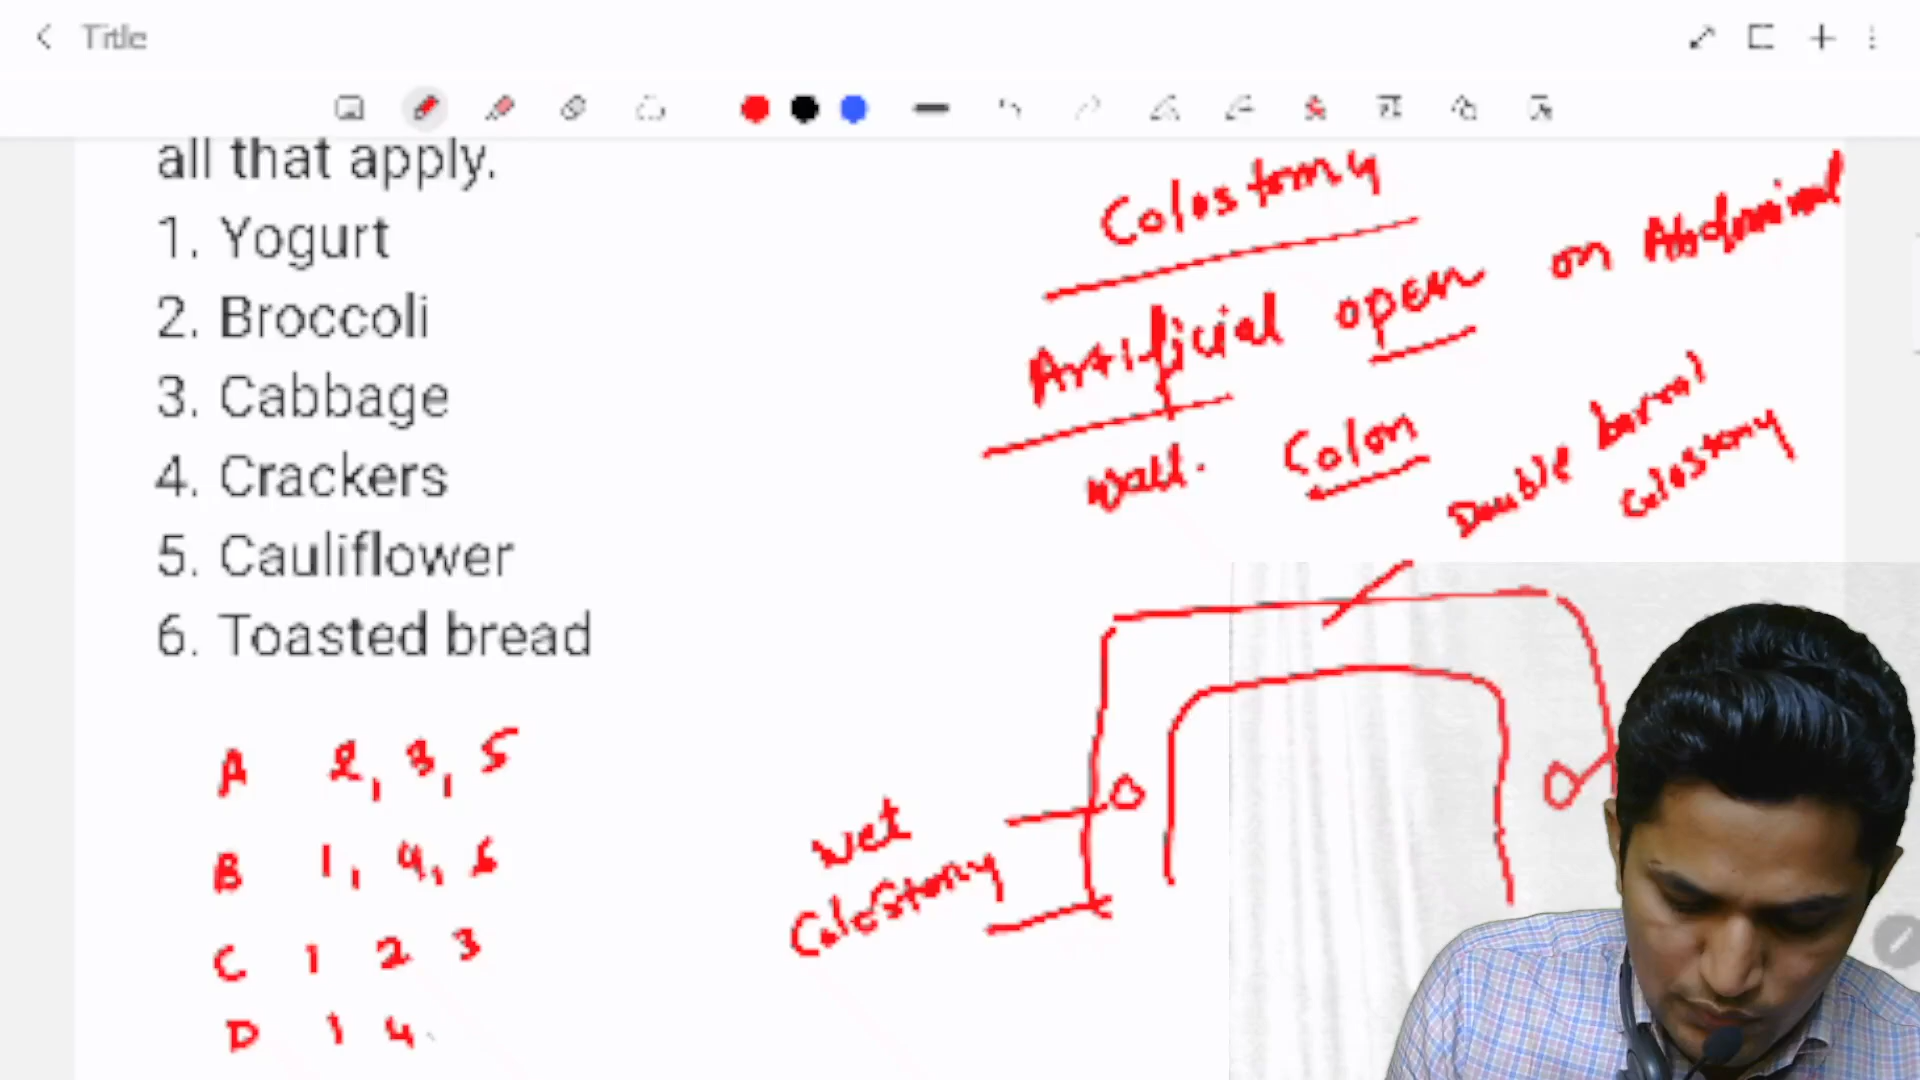 Title
all that apply.
1. Yogurt
2. Broccoli
3. Cabbage
4. Crackers
5. Cauliflower
6. Toasted bread
A 2, 3, 5
B 1, 4, 6
C 1 2 3
D 1 4
Colostomy
Artificial open on Abdominal
wall. Colon
Double barrel
Colostomy
wet
Colostomy